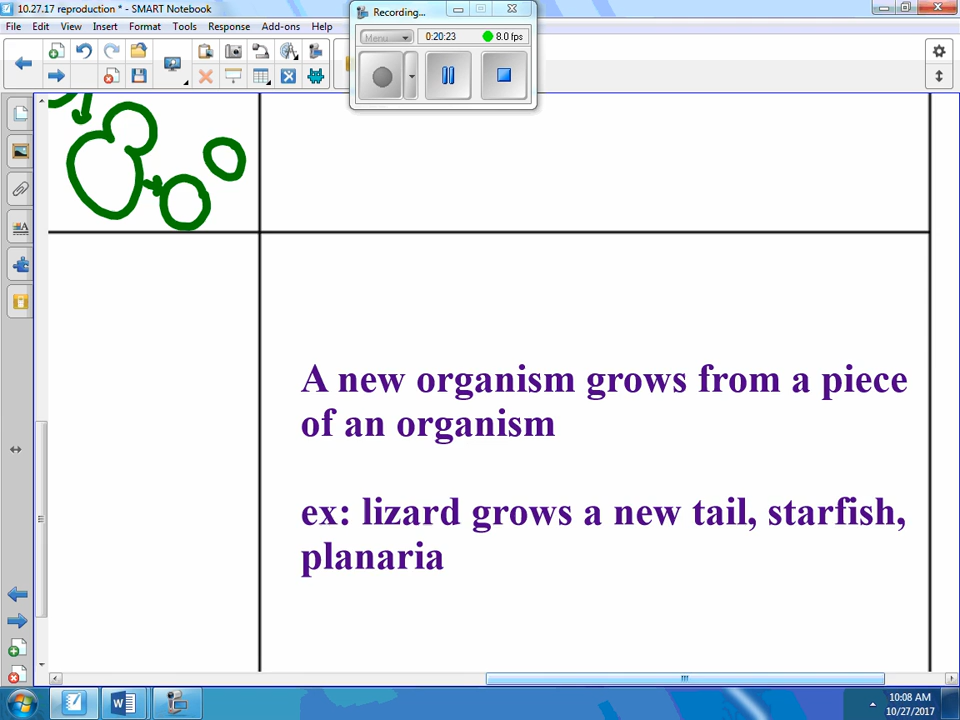 10.27.17 reproduction * - SMART Notebook
Recording...
File Edit View Insert Format Tools Response Add-ons Help
Menu 0:20:23 8.0 fps
A new organism grows from a piece
of an organism
ex: lizard grows a new tail, starfish,
planaria
10:08 AM
10/27/2017